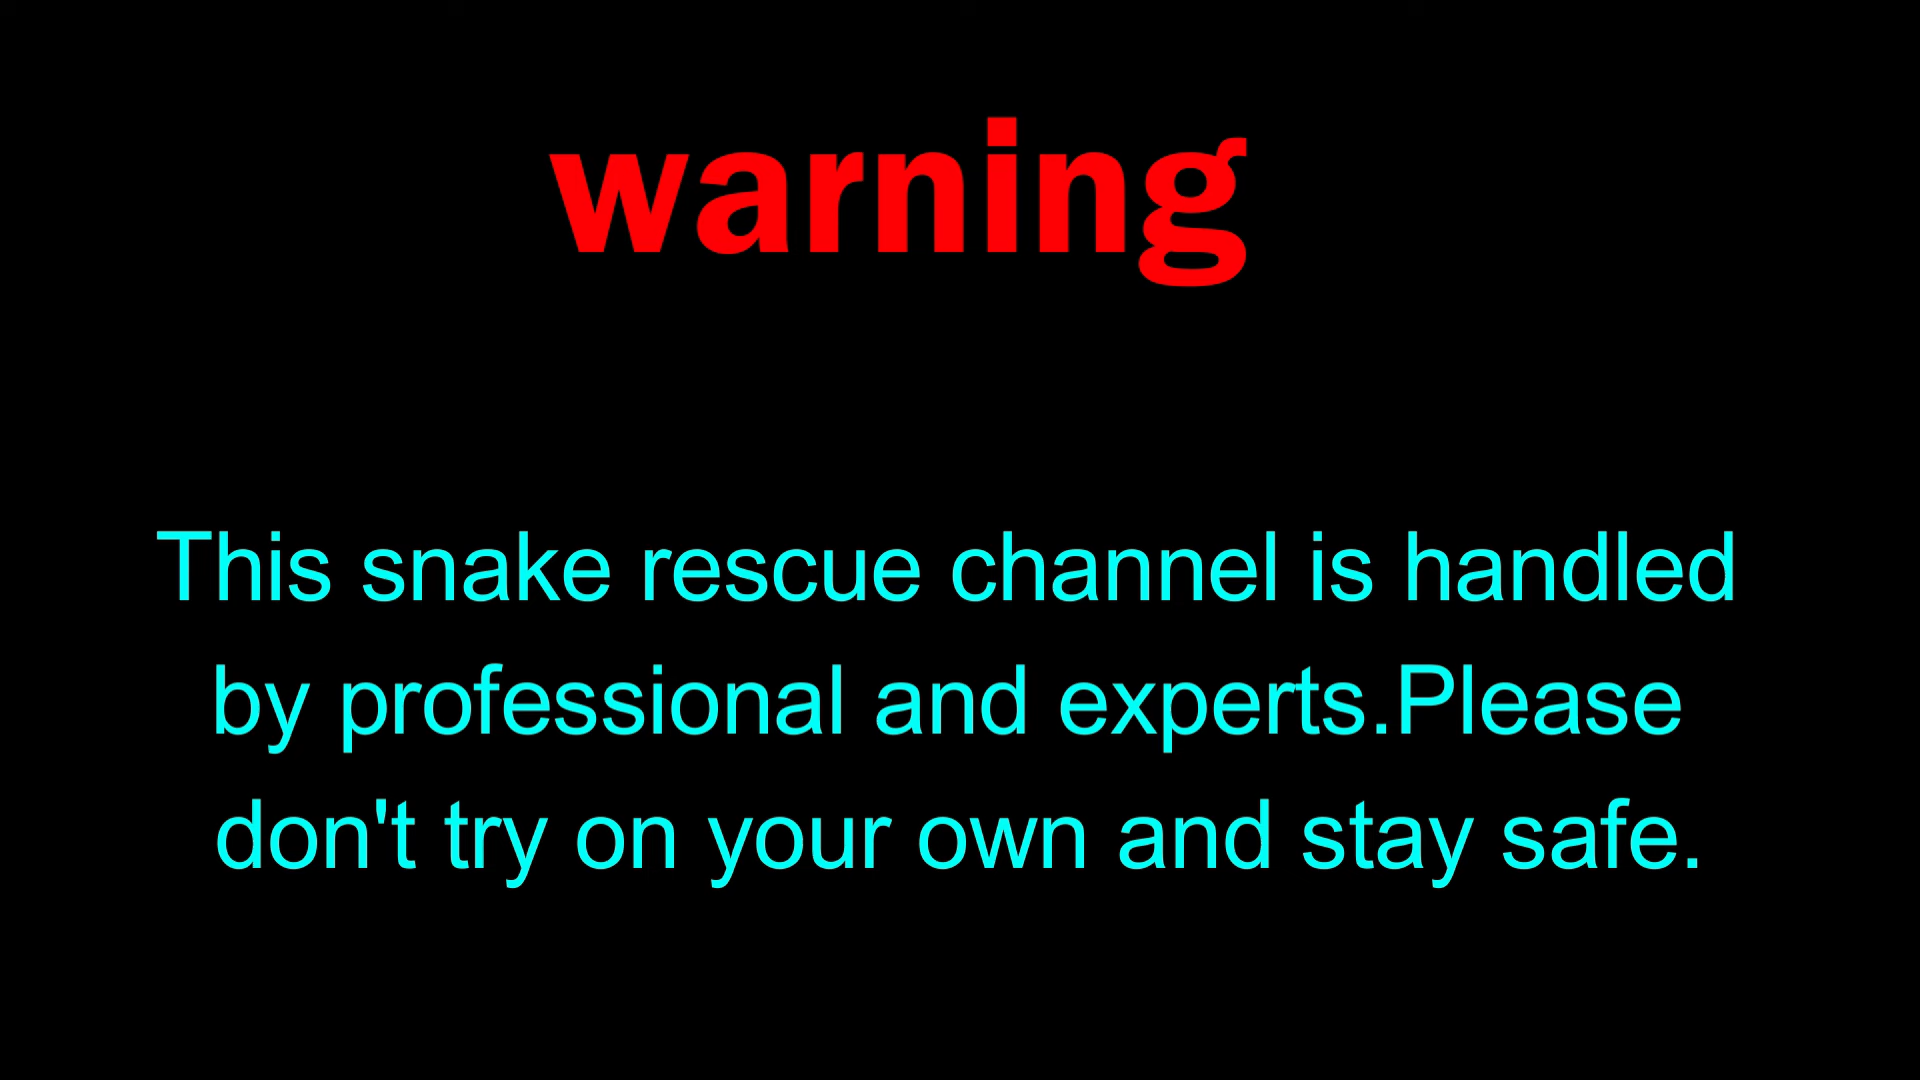 warning
This snake rescue channel is handled
by professional and experts.Please
don't try on your own and stay safe.